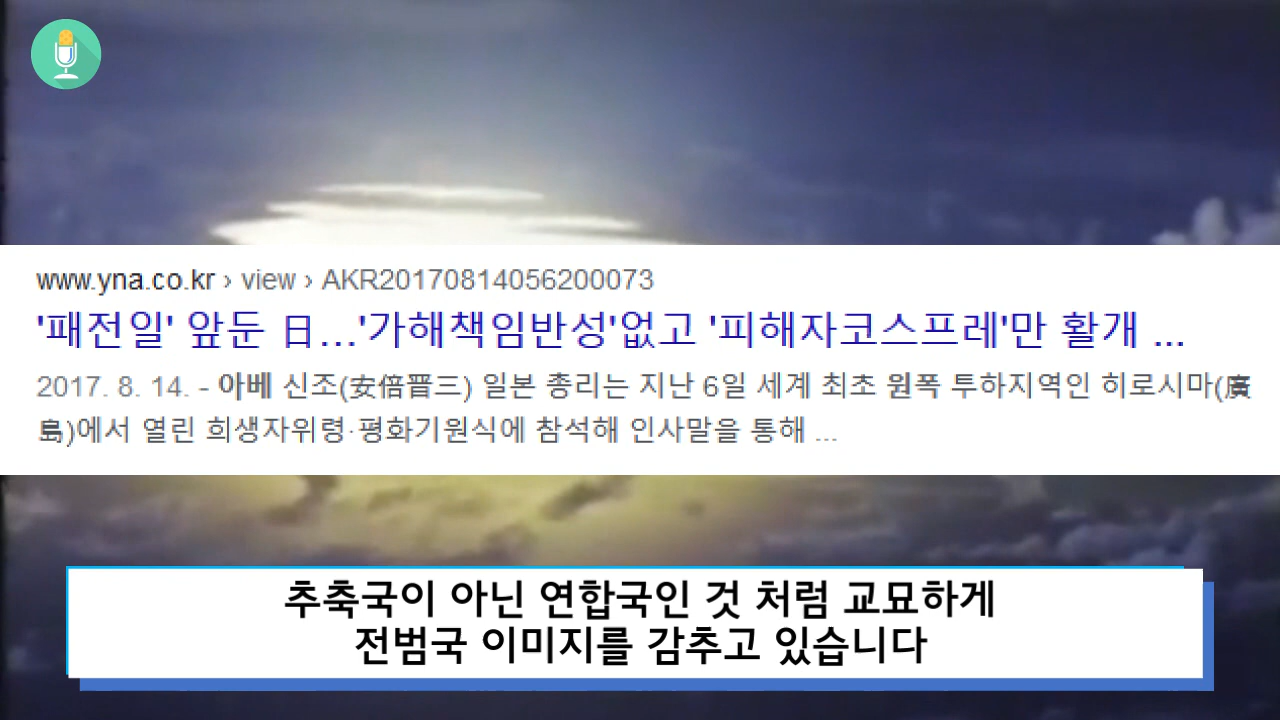 www.yna.co.kr › view › AKR20170814056200073
'패전일' 앞둔 日…'가해책임반성'없고 '피해자코스프레'만 활개 ...
2017. 8. 14. - 아베 신조(安倍晋三) 일본 총리는 지난 6일 세계 최초 원폭 투하지역인 히로시마(廣
島)에서 열린 희생자위령·평화기원식에 참석해 인사말을 통해 ...
추축국이 아닌 연합국인 것 처럼 교묘하게
전범국 이미지를 감추고 있습니다